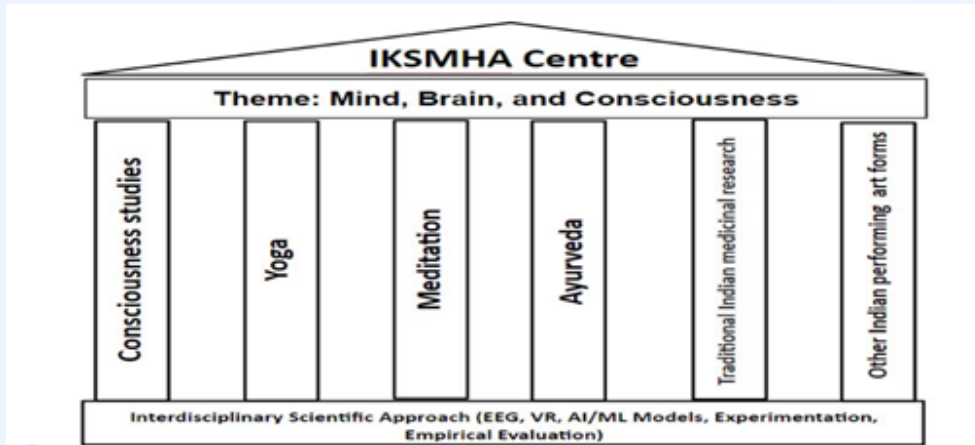 IKSMHA Centre
Theme: Mind, Brain, and Consciousness
Consciousness studies
Yoga
Meditation
Ayurveda
Traditional Indian medicinal research
Other Indian performing art forms
Interdisciplinary Scientific Approach (EEG, VR, AI/ML Models, Experimentation,
Empirical Evaluation)